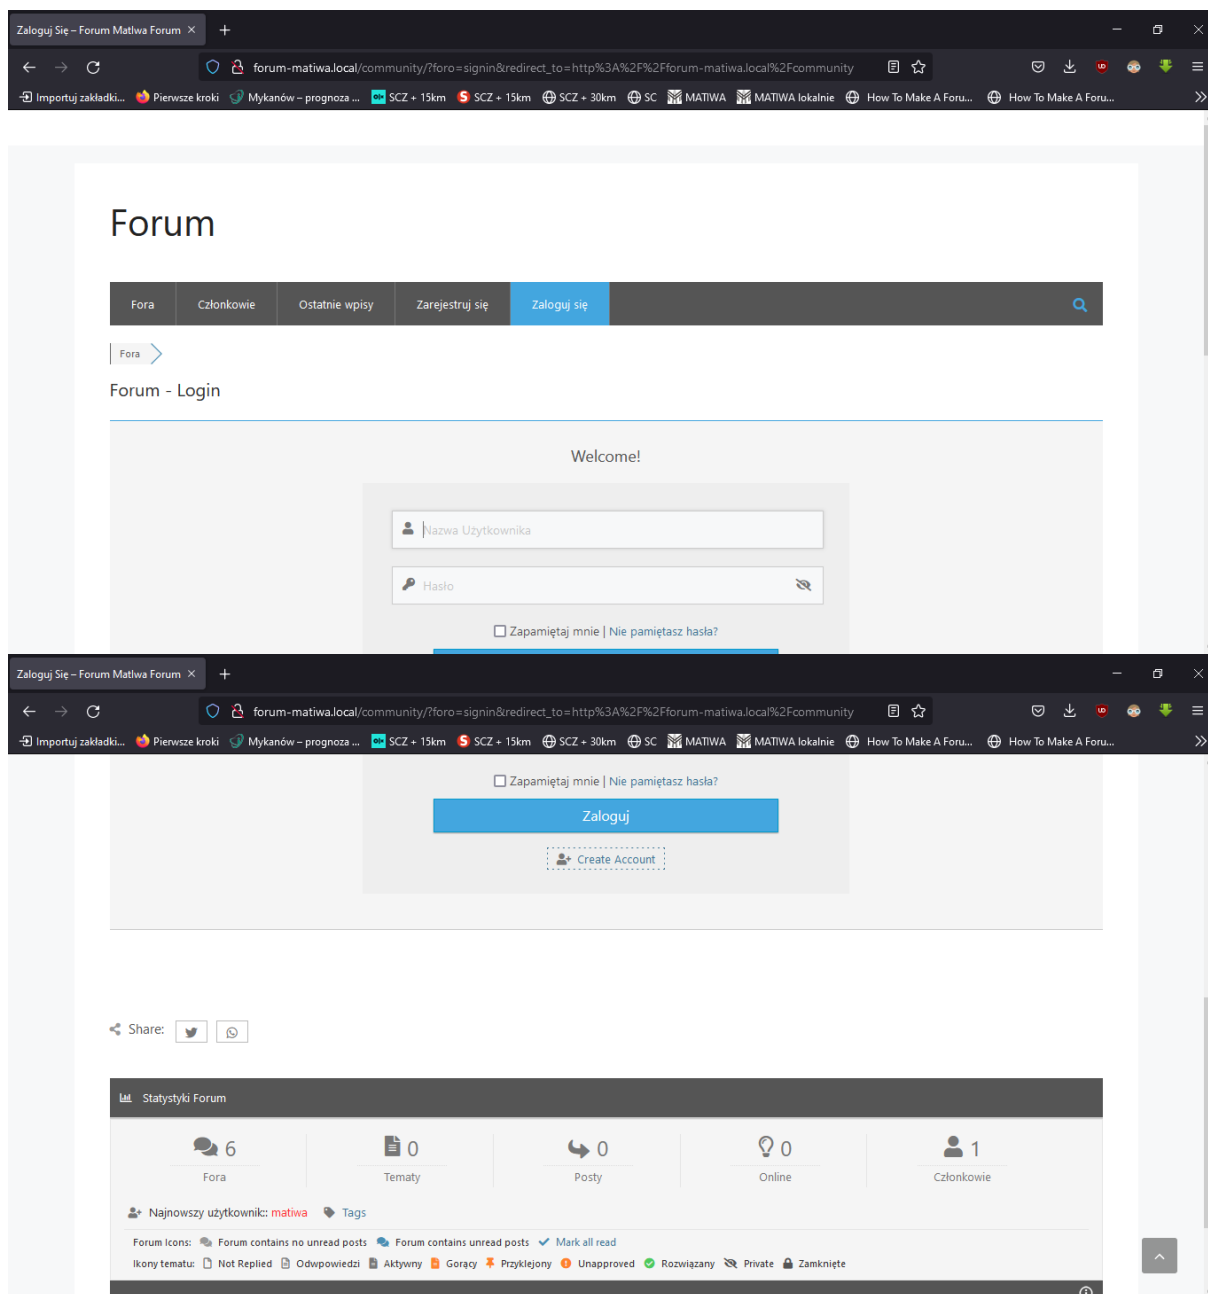 Zaloguj Się – Forum MatIwa Forum
forum-matiwa.local/community/?foro=signin&redirect_to=http%3A%2F%2Fforum-matiwa.local%2Fcommunity
Importuj zakładki... Pierwsze kroki Mykanów – prognoza ... SCZ + 15km SCZ + 15km SCZ + 30km SC MATIWA MATIWA lokalnie How To Make A Foru... How To Make A Foru...
Forum
Fora Członkowie Ostatnie wpisy Zarejestruj się Zaloguj się
Fora
Forum - Login
Welcome!
Nazwa Użytkownika
Hasło
Zapamiętaj mnie | Nie pamiętasz hasła?
Zaloguj Się – Forum MatIwa Forum
forum-matiwa.local/community/?foro=signin&redirect_to=http%3A%2F%2Fforum-matiwa.local%2Fcommunity
Importuj zakładki... Pierwsze kroki Mykanów – prognoza ... SCZ + 15km SCZ + 15km SCZ + 30km SC MATIWA MATIWA lokalnie How To Make A Foru... How To Make A Foru...
Zapamiętaj mnie | Nie pamiętasz hasła?
Zaloguj
Create Account
Share:
Statystyki Forum
6 0 0 0 1
Fora Tematy Posty Online Członkowie
Najnowszy użytkownik:: matiwa Tags
Forum Icons: Forum contains no unread posts Forum contains unread posts Mark all read
Ikony tematu: Not Replied Odwpowiedzi Aktywny Gorący Przyklejony Unapproved Rozwiązany Private Zamknięte